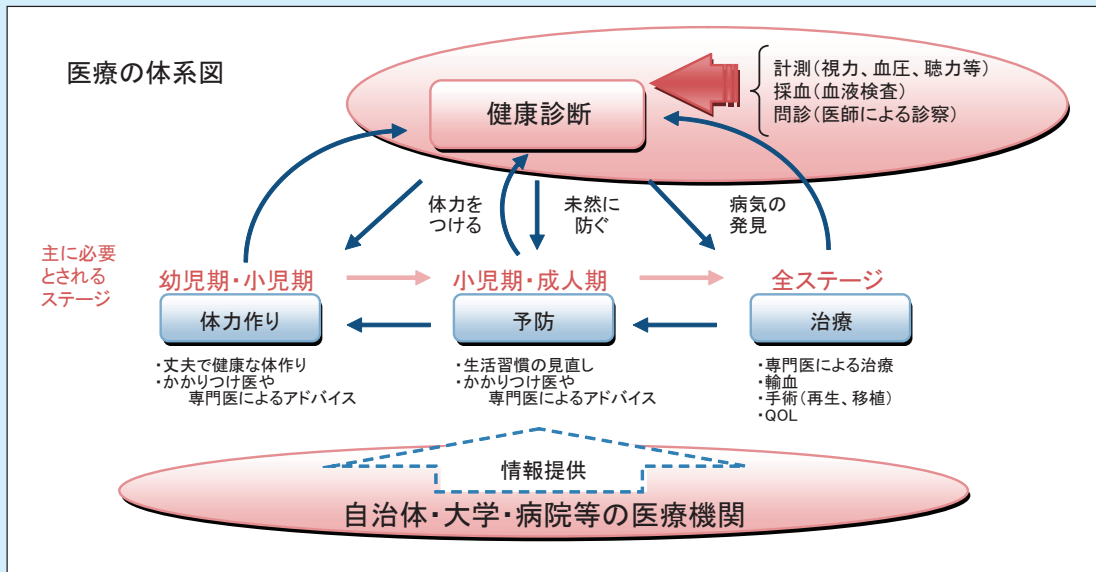 医療の体系図
健康診断
計測(視力、血圧、聴力等)
採血(血液検査)
問診(医師による診察)
体力を
つける
未然に
防ぐ
病気の
発見
主に必要
とされる
ステージ
幼児期・小児期
小児期・成人期
全ステージ
体力作り
予防
治療
・丈夫で健康な体作り
・かかりつけ医や
専門医によるアドバイス
・生活習慣の見直し
・かかりつけ医や
専門医によるアドバイス
・専門医による治療
・輸血
・手術(再生、移植)
・QOL
情報提供
自治体・大学・病院等の医療機関